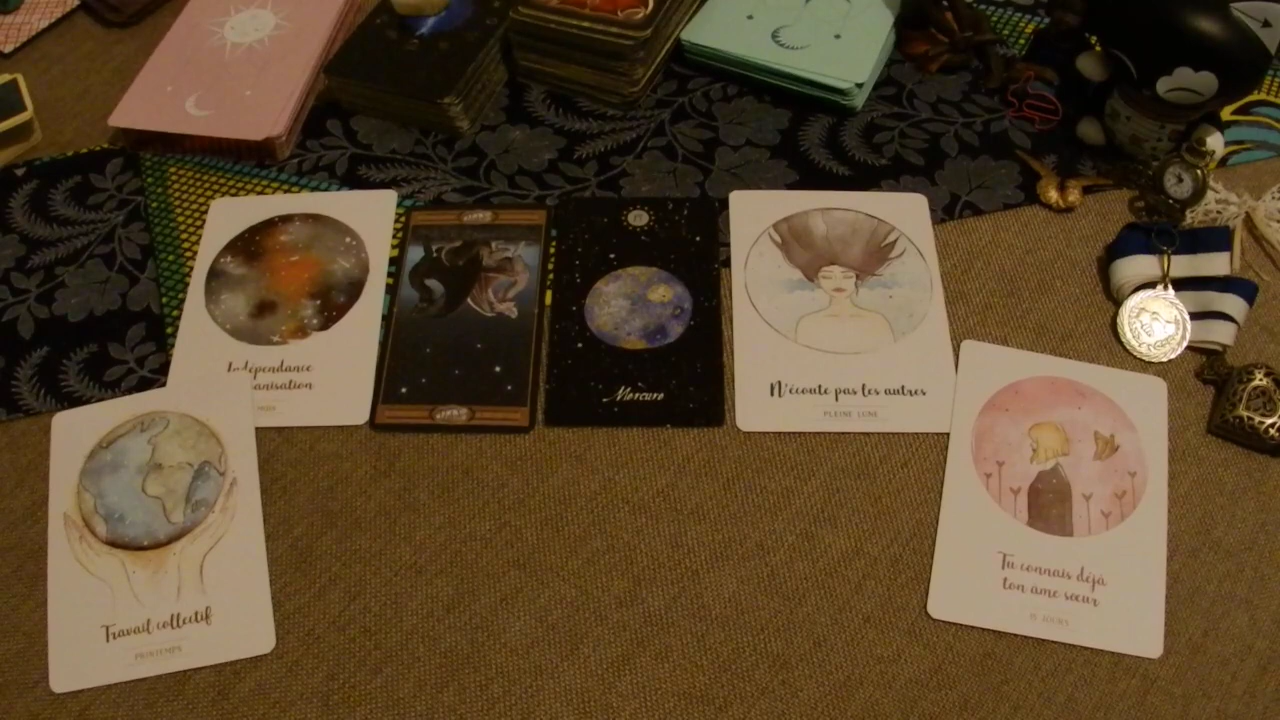 Indépendance
Mercure
N'écoute pas les autres
PLEINE LUNE
Travail collectif
PRINTEMPS
Tu connais déjà
ton âme sœur
15 JOURS